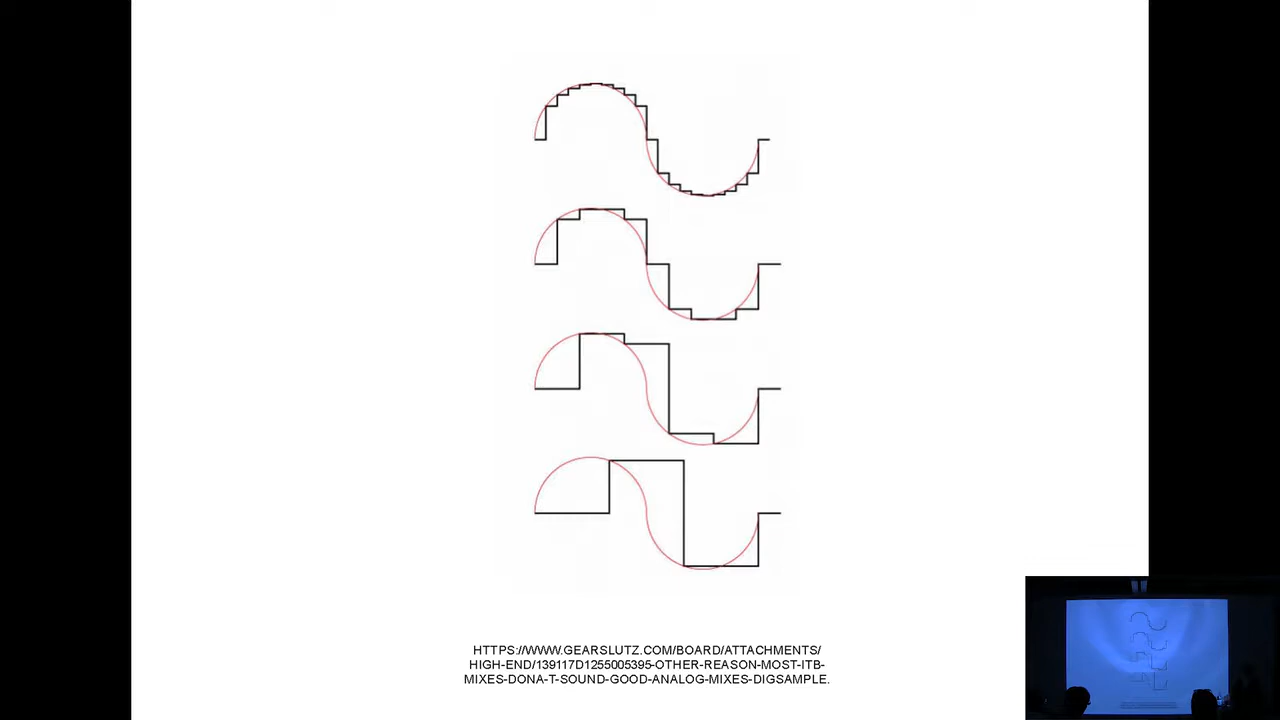 HTTPS://WWW.GEARSLUTZ.COM/BOARD/ATTACHMENTS/
HIGH-END/139117D1255005395-OTHER-REASON-MOST-ITB-
MIXES-DONA-T-SOUND-GOOD-ANALOG-MIXES-DIGSAMPLE.